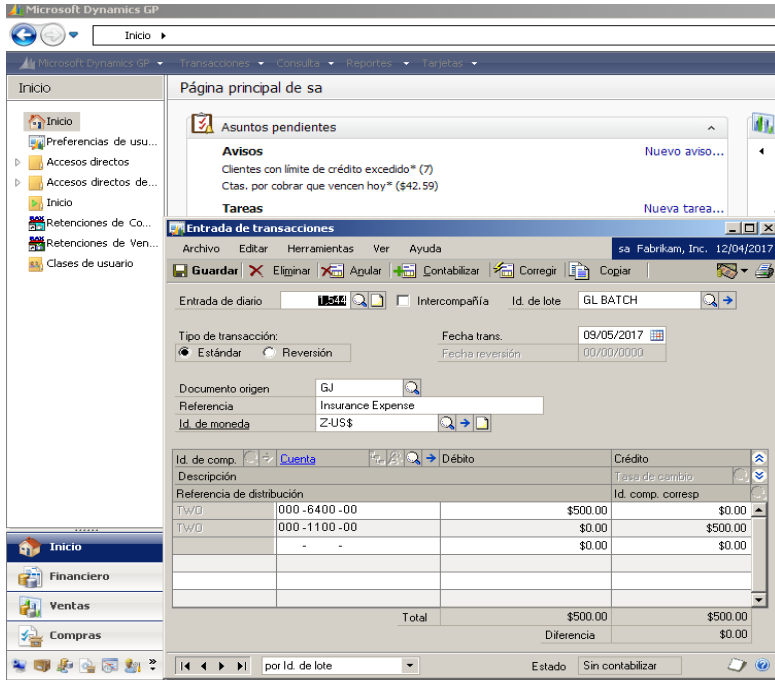 Microsoft Dynamics GP
Inicio
Microsoft Dynamics GP Transacciones Consulta Reportes Tarjetas
Inicio
Página principal de sa
Inicio
Preferencias de usu...
Accesos directos
Accesos directos de...
Inicio
Retenciones de Co...
Retenciones de Ven...
Clases de usuario
Asuntos pendientes
Avisos Nuevo aviso...
Clientes con límite de crédito excedido* (7)
Ctas. por cobrar que vencen hoy* ($42.59)
Tareas Nueva tarea...
Entrada de transacciones
Archivo Editar Herramientas Ver Ayuda sa Fabrikam, Inc. 12/04/2017
Guardar Eliminar Anular Contabilizar Corregir Copiar
Entrada de diario 1,544 Intercompañía Id. de lote GL BATCH
Tipo de transacción: Fecha trans. 09/05/2017
Estándar Reversión Fecha reversión 00/00/0000
Documento origen GJ
Referencia Insurance Expense
Id. de moneda Z-US$
Id. de comp. Cuenta Débito Crédito
Descripción Tasa de cambio
Referencia de distribución Id. comp. corresp
TWO 000 -6400 -00 $500.00 $0.00
TWO 000 -1100 -00 $0.00 $500.00
- - $0.00 $0.00
Total $500.00 $500.00
Diferencia $0.00
por Id. de lote Estado Sin contabilizar
Inicio
Financiero
Ventas
Compras